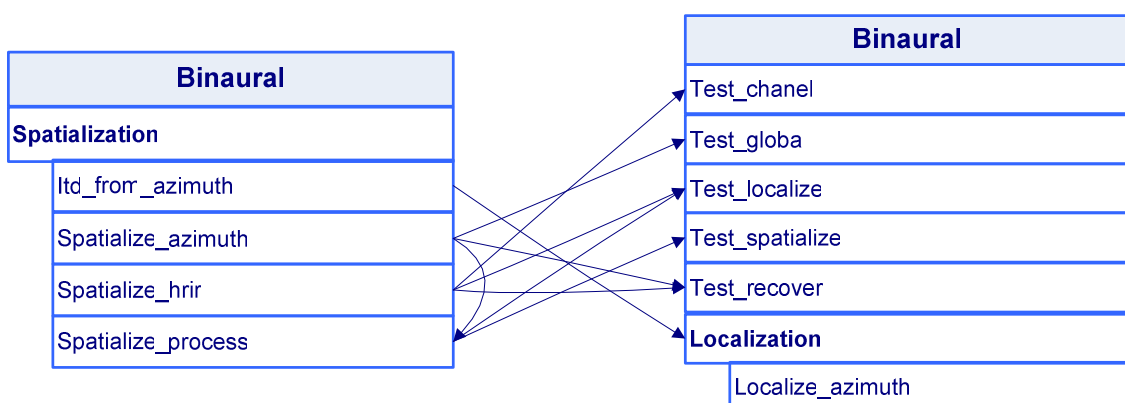 Binaural
Spatialization
Itd_from_azimuth
Spatialize_azimuth
Spatialize_hrir
Spatialize_process
Binaural
Test_chanel
Test_globa
Test_localize
Test_spatialize
Test_recover
Localization
Localize_azimuth